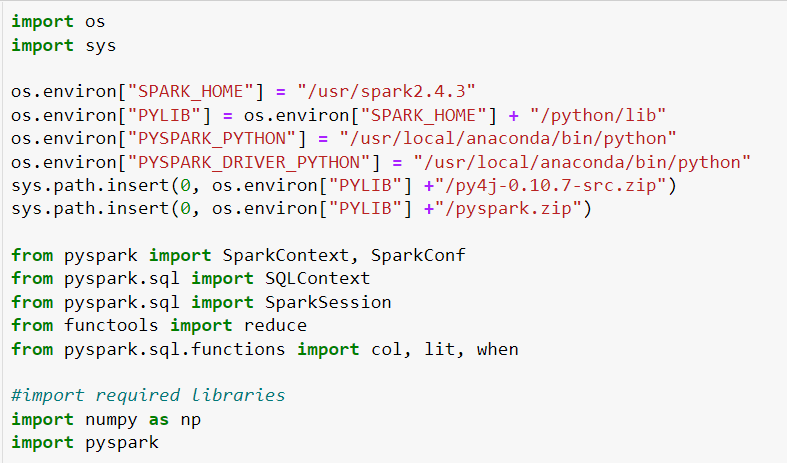 import os
import sys
os.environ["SPARK_HOME"] = "/usr/spark2.4.3"
os.environ["PYLIB"] = os.environ["SPARK_HOME"] + "/python/lib"
os.environ["PYSPARK_PYTHON"] = "/usr/local/anaconda/bin/python"
os.environ["PYSPARK_DRIVER_PYTHON"] = "/usr/local/anaconda/bin/python"
sys.path.insert(0, os.environ["PYLIB"] +"/py4j-0.10.7-src.zip")
sys.path.insert(0, os.environ["PYLIB"] +"/pyspark.zip")
from pyspark import SparkContext, SparkConf
from pyspark.sql import SQLContext
from pyspark.sql import SparkSession
from functools import reduce
from pyspark.sql.functions import col, lit, when
#import required libraries
import numpy as np
import pyspark